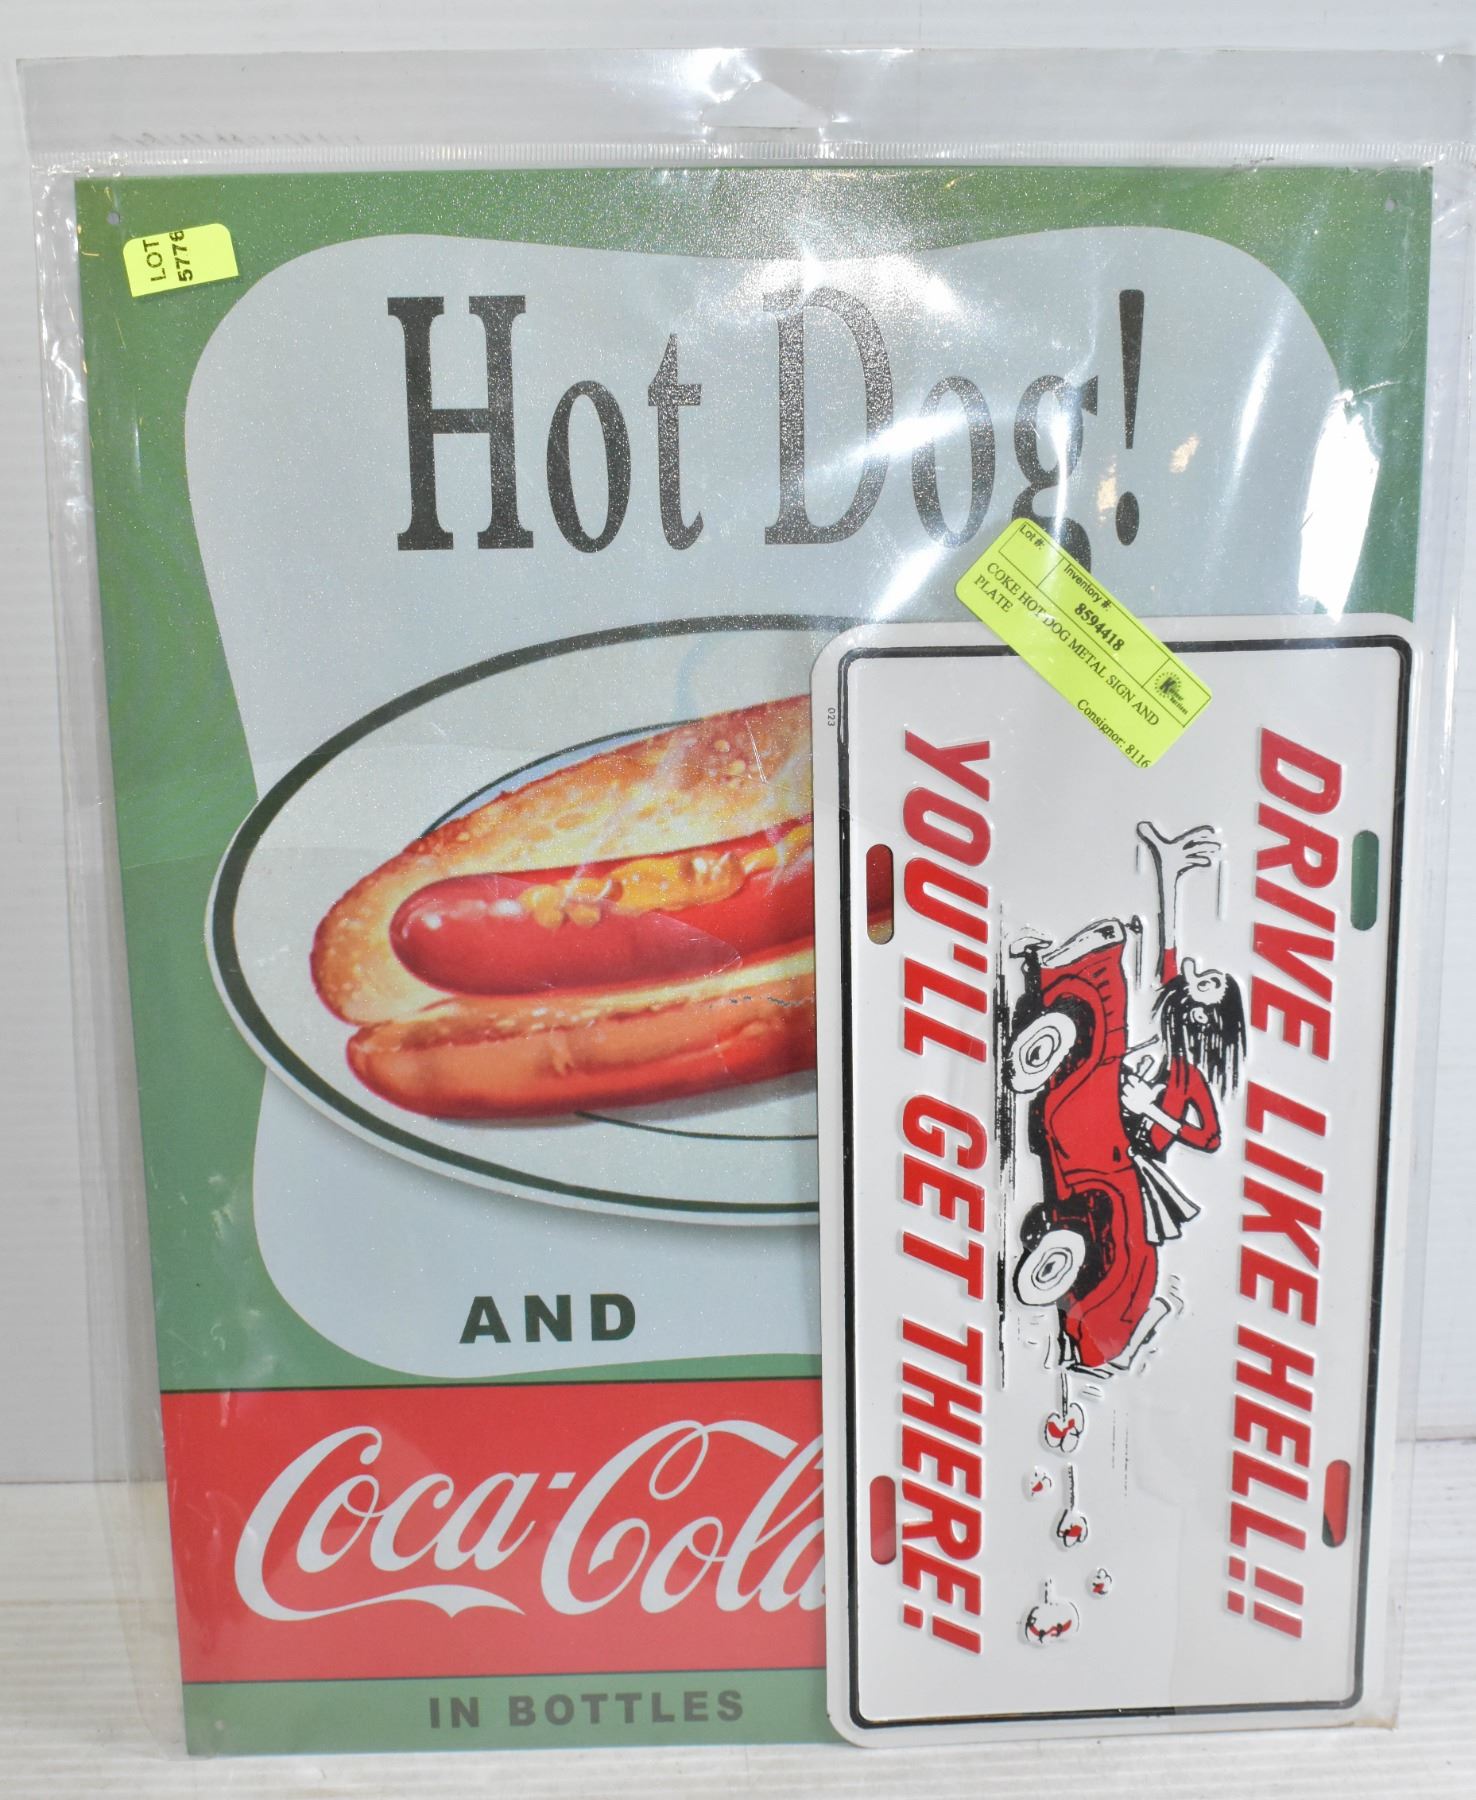 LOT
5776
Hot Dog!
Lot #:
Inventory #:
8594418
COKE HOT DOG METAL SIGN AND
PLATE
Consignor: 8116
023
DRIVE LIKE HELL!!
YOU'LL GET THERE!
AND
Coca-Cola
IN BOTTLES